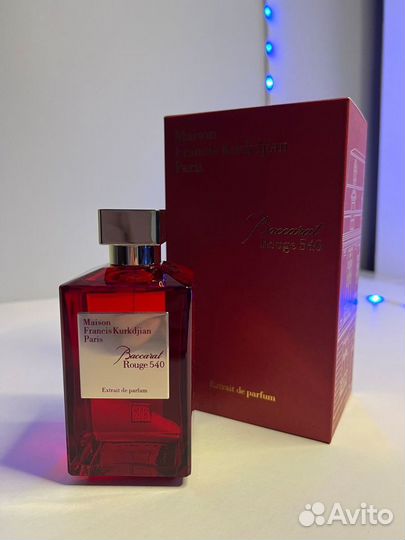 Maison
Francis Kurkdjian
Paris
Baccarat
Rouge 540
Extrait de parfum
Maison
Francis Kurkdjian
Paris
Baccarat
Rouge 540
Extrait de parfum
Avito